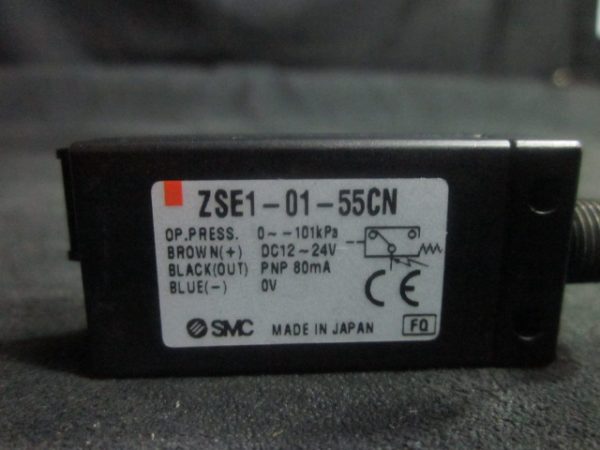 ZSE1-01-55CN
OP.PRESS. 0~-101kPa
BROWN(+) DC12-24V
BLACK(OUT) PNP 80mA
BLUE(-) 0V
CE
SMC MADE IN JAPAN FQ